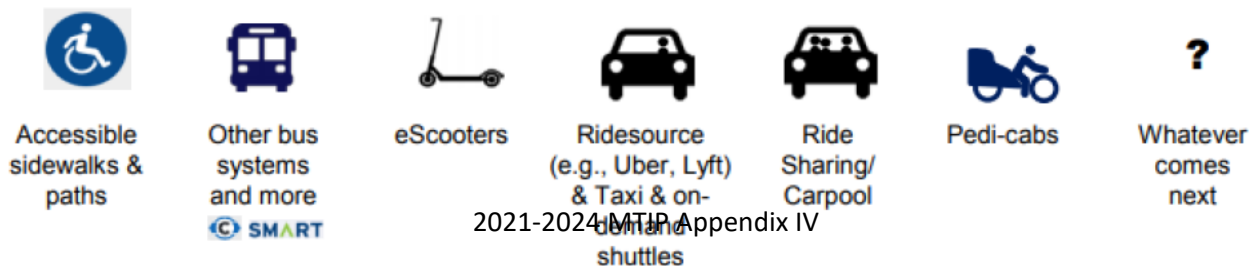 ?
Accessible
sidewalks &
paths
Other bus
systems
and more
C SMART
eScooters
Ridesource
(e.g., Uber, Lyft)
& Taxi & on-
demand
shuttles
Ride
Sharing/
Carpool
Pedi-cabs
Whatever
comes
next
2021-2024 MTIP Appendix IV